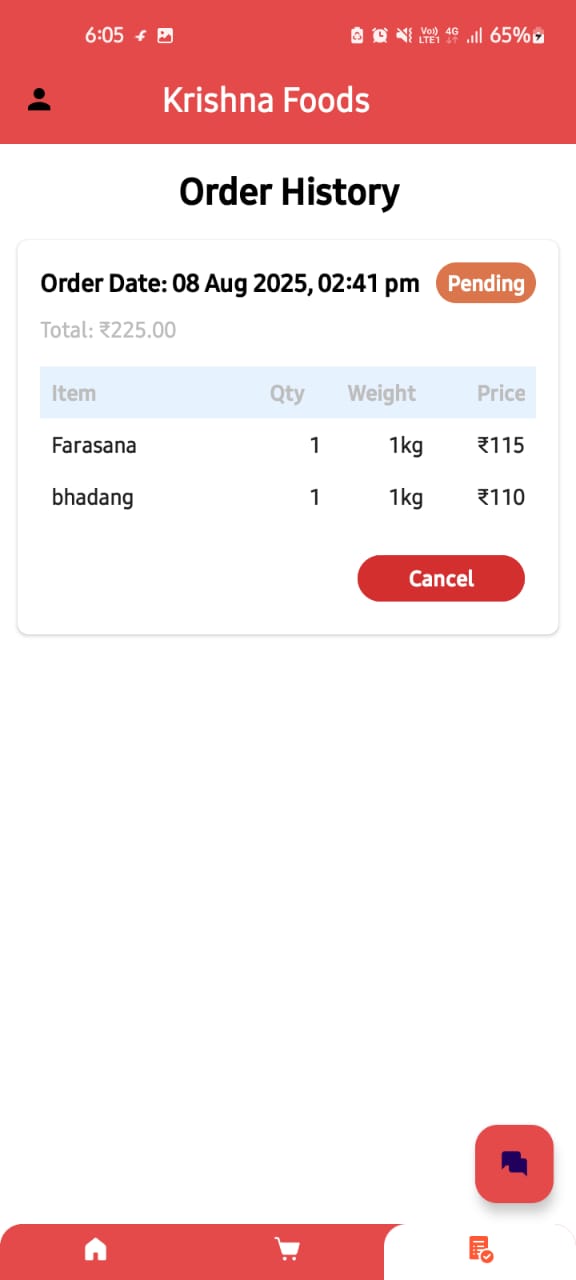 6:05 Vo)) LTE1 4G 65%
Krishna Foods
Order History
Order Date: 08 Aug 2025, 02:41 pm Pending
Total: ₹225.00
Item Qty Weight Price
Farasana 1 1kg ₹115
bhadang 1 1kg ₹110
Cancel